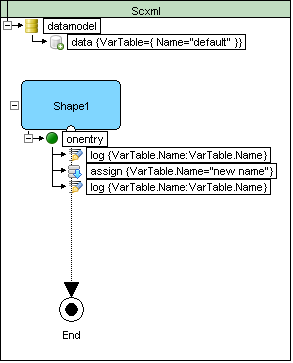 Scxml
datamodel
data {VarTable={ Name="default" }}
Shape1
onentry
log {VarTable.Name:VarTable.Name}
assign {VarTable.Name="new name"}
log {VarTable.Name:VarTable.Name}
End